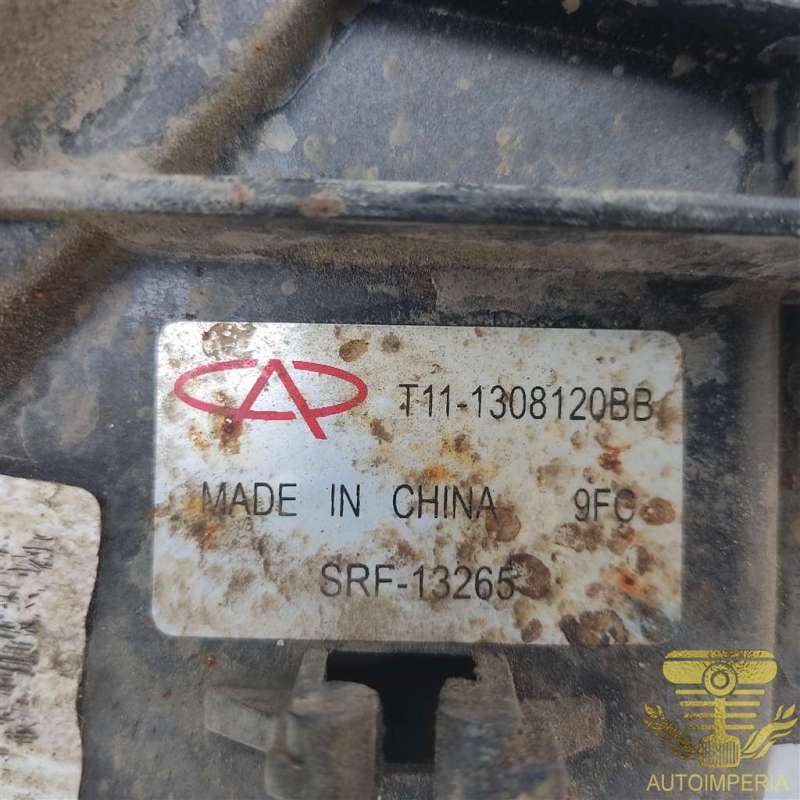 T11-1308120BB
MADE IN CHINA 9FC
SRF-13265
AUTOIMPERIA